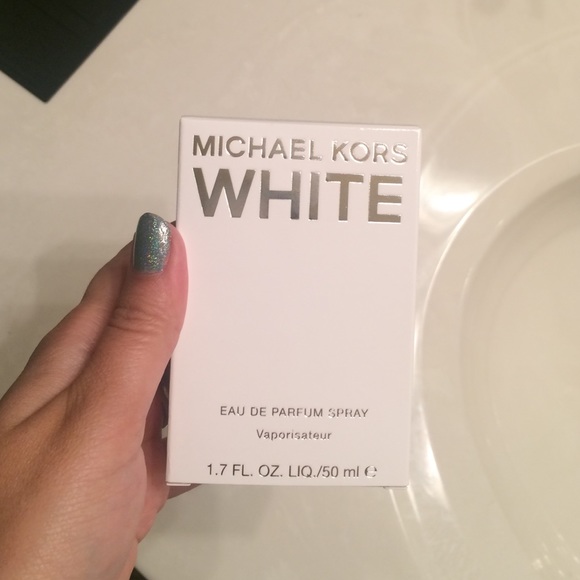 MICHAEL KORS
WHITE
EAU DE PARFUM SPRAY
Vaporisateur
1.7 FL. OZ. LIQ./50 ml ℮